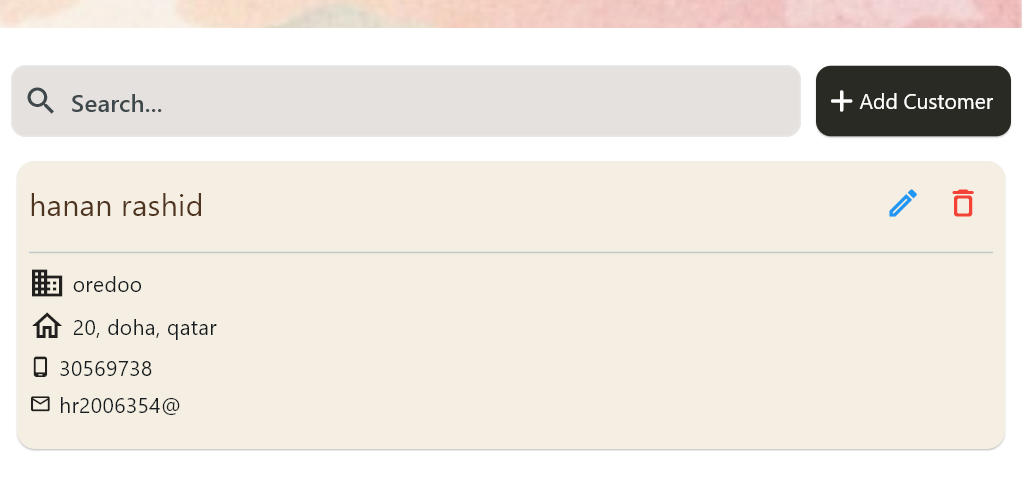 Search...
Add Customer
hanan rashid
oredoo
20, doha, qatar
30569738
hr2006354@